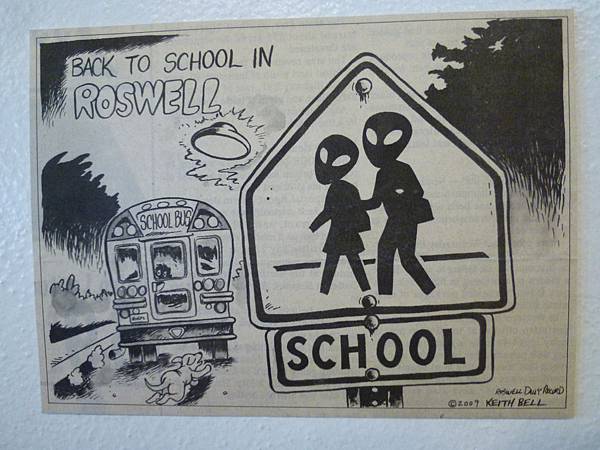 BACK TO SCHOOL IN
ROSWELL
SCHOOL BUS
SCHOOL
ROSWELL DAILY RECORD
©2009 KEITH BELL